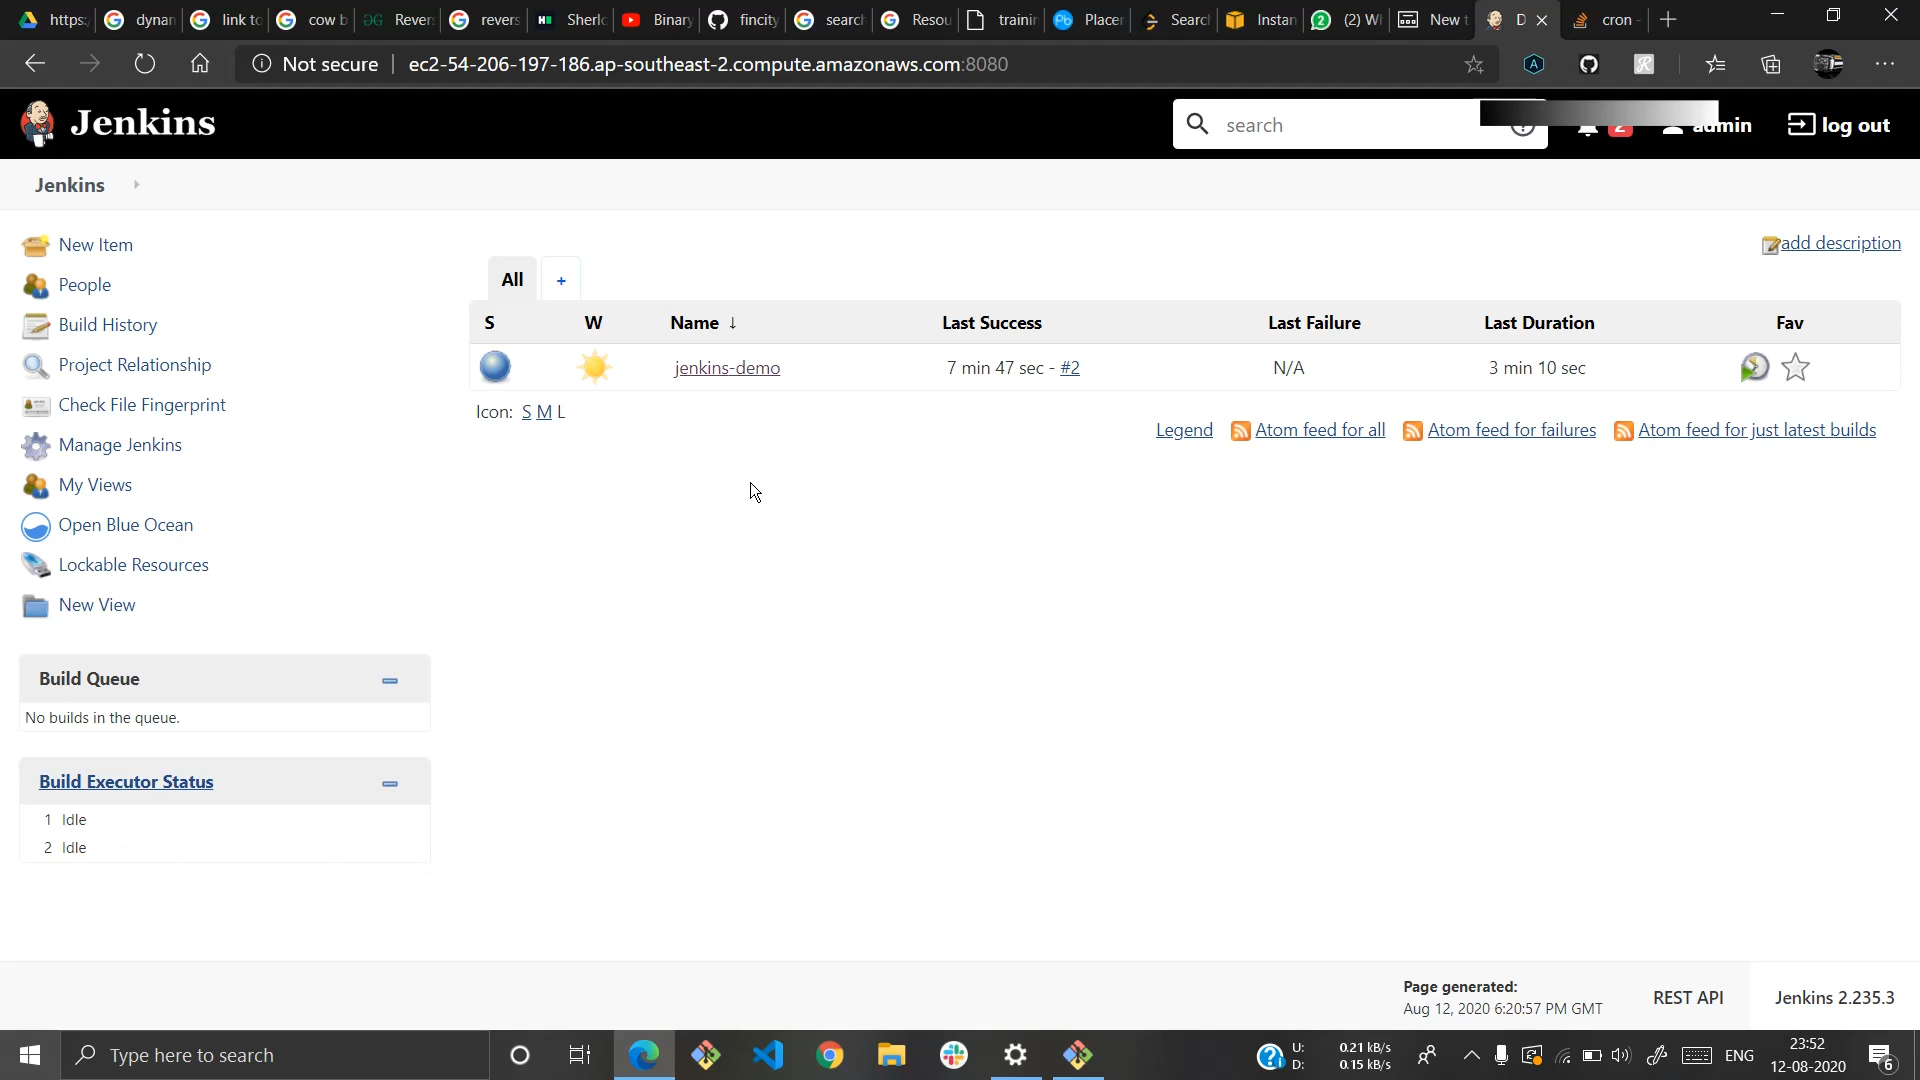 https:
dynan
link to
cow b
Rever
revers
Sherlo
Binary
fincity
search
Resou
trainin
Placer
Search
Instan
(2) Wh
New t
D
cron -
Not secure
ec2-54-206-197-186.ap-southeast-2.compute.amazonaws.com:8080
Jenkins
search
2
admin
log out
Jenkins
New Item
People
Build History
Project Relationship
Check File Fingerprint
Manage Jenkins
My Views
Open Blue Ocean
Lockable Resources
New View
add description
All +
S W Name ↓ Last Success Last Failure Last Duration Fav
jenkins-demo 7 min 47 sec - #2 N/A 3 min 10 sec
Icon: S M L
Legend Atom feed for all Atom feed for failures Atom feed for just latest builds
Build Queue
No builds in the queue.
Build Executor Status
1 Idle
2 Idle
Page generated:
Aug 12, 2020 6:20:57 PM GMT
REST API
Jenkins 2.235.3
Type here to search
U: 0.21 kB/s
D: 0.15 kB/s
ENG
23:52
12-08-2020
6